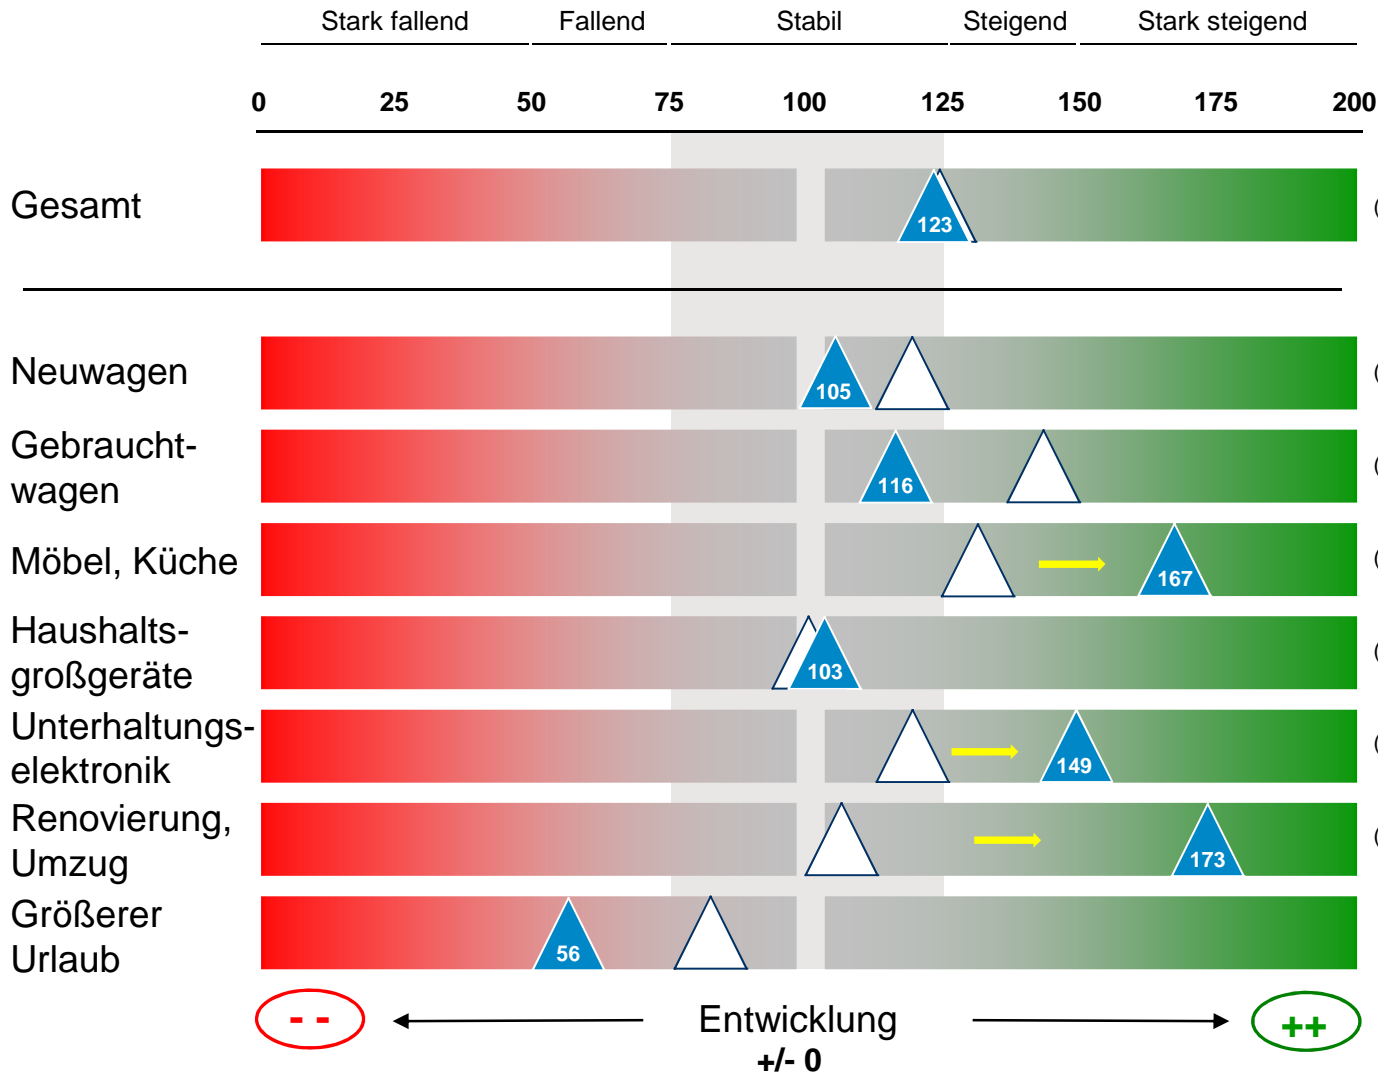 Stark fallend Fallend Stabil Steigend Stark steigend
0 25 50 75 100 125 150 175 200
Gesamt
123
Neuwagen
105
Gebraucht-
wagen
116
Möbel, Küche
167
Haushalts-
großgeräte
103
Unterhaltungs-
elektronik
149
Renovierung,
Umzug
173
Größerer
Urlaub
56
- -
Entwicklung
++
+/- 0